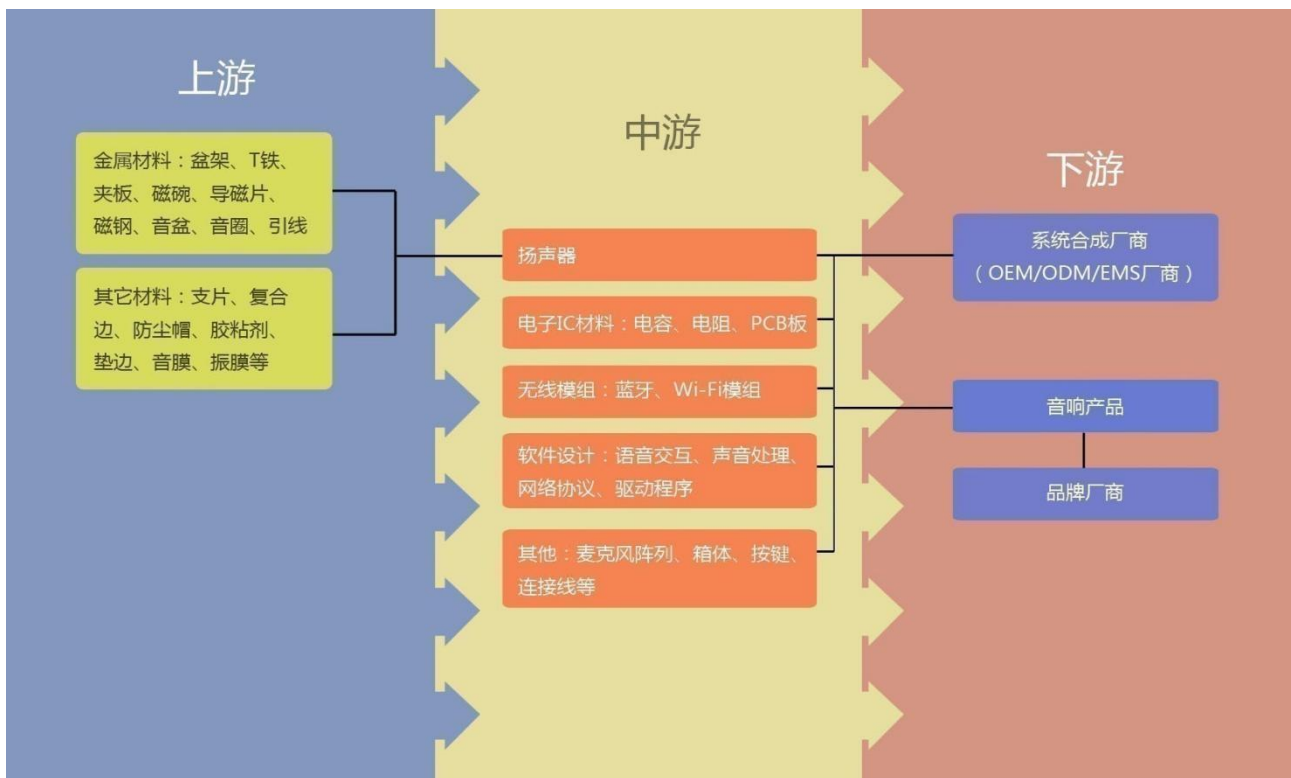 上游
金属材料：盆架、T铁、
夹板、磁碗、导磁片、
磁钢、音盆、音圈、引线
其它材料：支片、复合
边、防尘帽、胶粘剂、
垫边、音膜、振膜等
中游
扬声器
电子IC材料：电容、电阻、PCB板
无线模组：蓝牙、Wi-Fi模组
软件设计：语音交互、声音处理、
网络协议、驱动程序
其他：麦克风阵列、箱体、按键、
连接线等
下游
系统合成厂商
（OEM/ODM/EMS厂商）
音响产品
品牌厂商